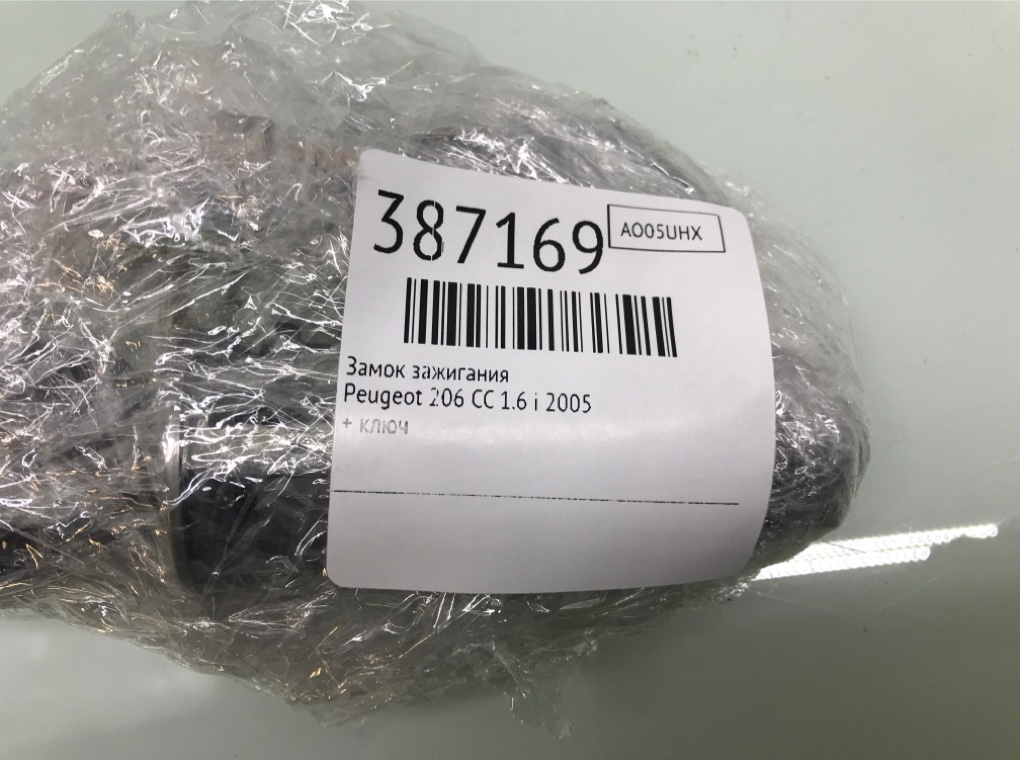 387169
AO05UHX
Замок зажигания
Peugeot 206 CC 1.6 i 2005
+ ключ